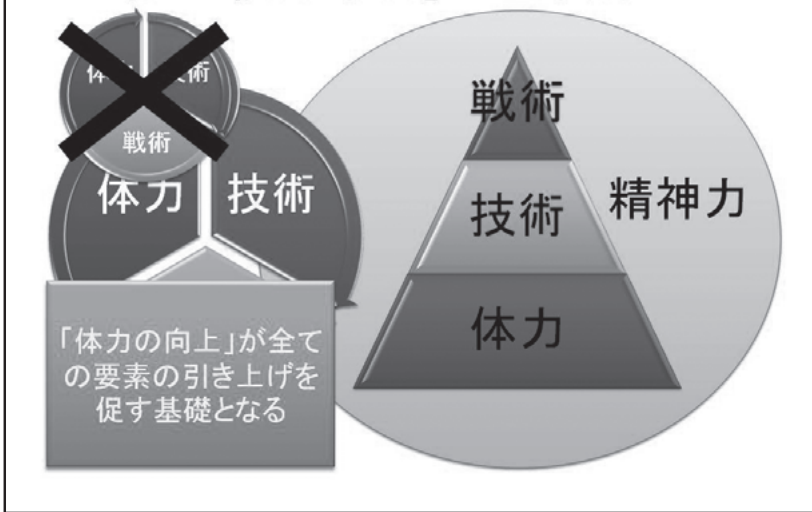 戦術
体力
技術
「体力の向上」が全て
の要素の引き上げを
促す基礎となる
戦術
技術
体力
精神力